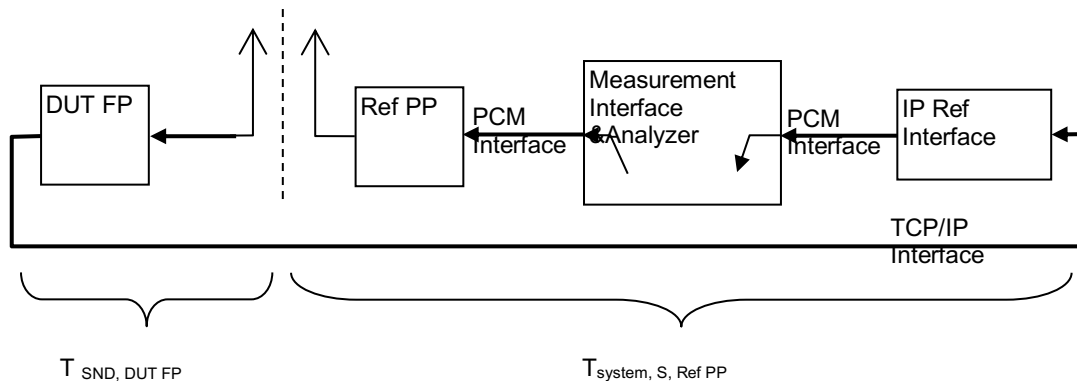 DUT FP
Ref PP
PCM
Interface
Measurement
Interface
&Analyzer
PCM
Interface
IP Ref
Interface
TCP/IP
Interface
T SND, DUT FP
Tsystem, S, Ref PP